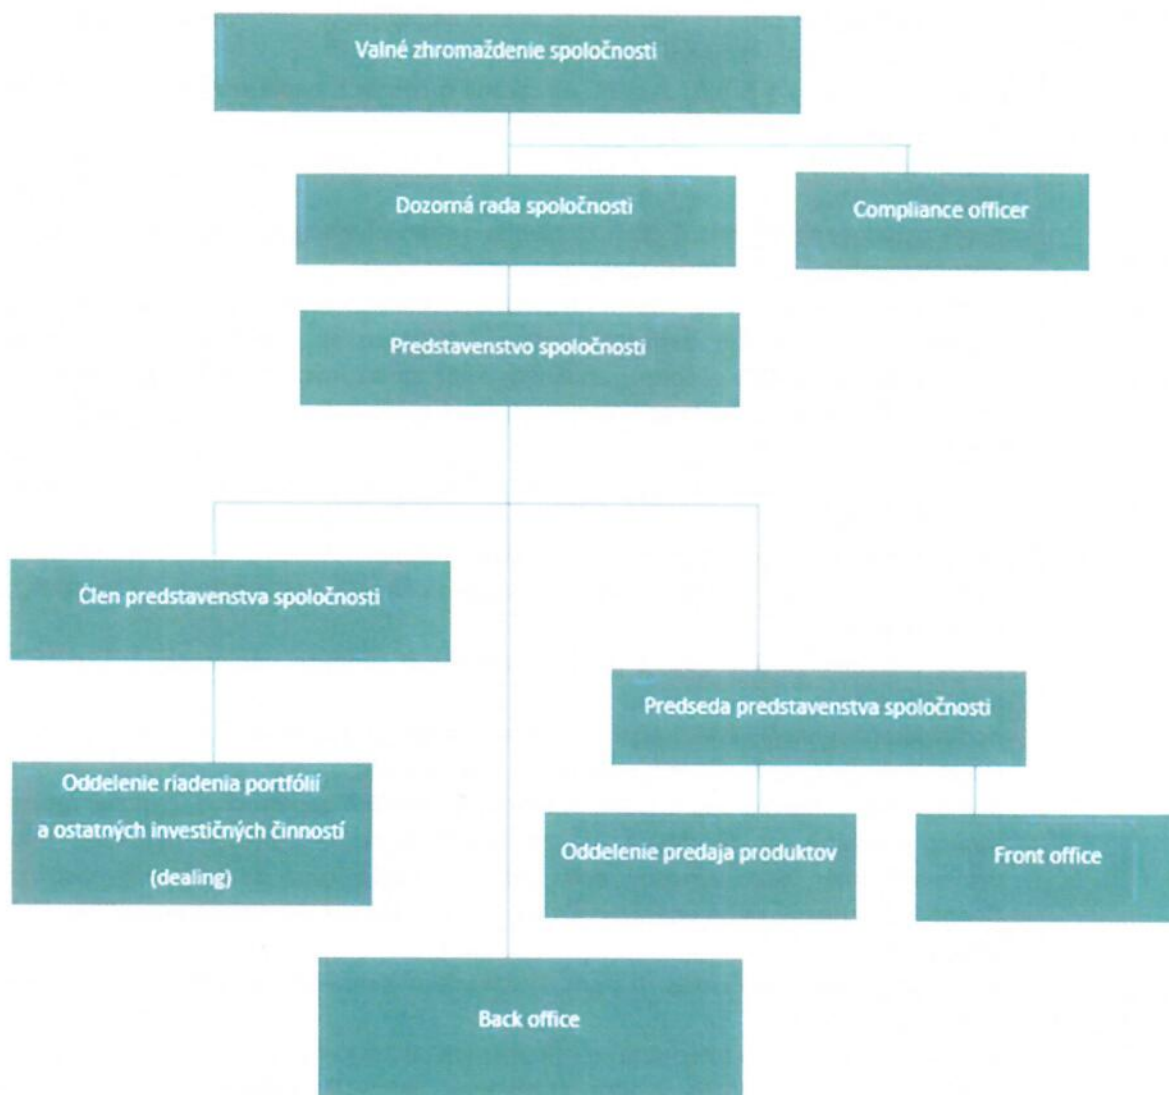 Valné zhromaždenie spoločnosti
Dozorná rada spoločnosti
Compliance officer
Predstavenstvo spoločnosti
Člen predstavenstva spoločnosti
Predseda predstavenstva spoločnosti
Oddelenie riadenia portfólií
a ostatných investičných činností
(dealing)
Oddelenie predaja produktov
Front office
Back office